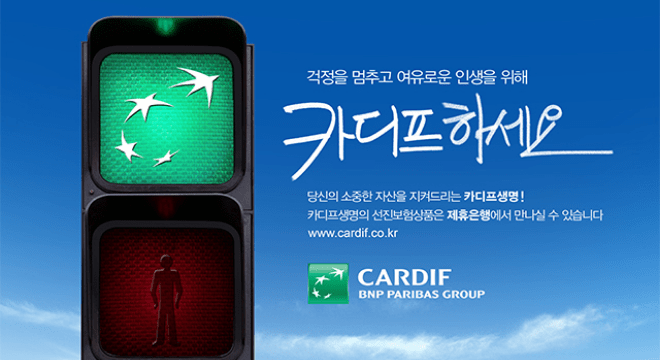 걱정을 멈추고 여유로운 인생을 위해
카디프하세요
당신의 소중한 자산을 지켜드리는 카디프생명!
카디프생명의 선진보험상품은 제휴은행에서 만나실 수 있습니다
www.cardif.co.kr
CARDIF
BNP PARIBAS GROUP